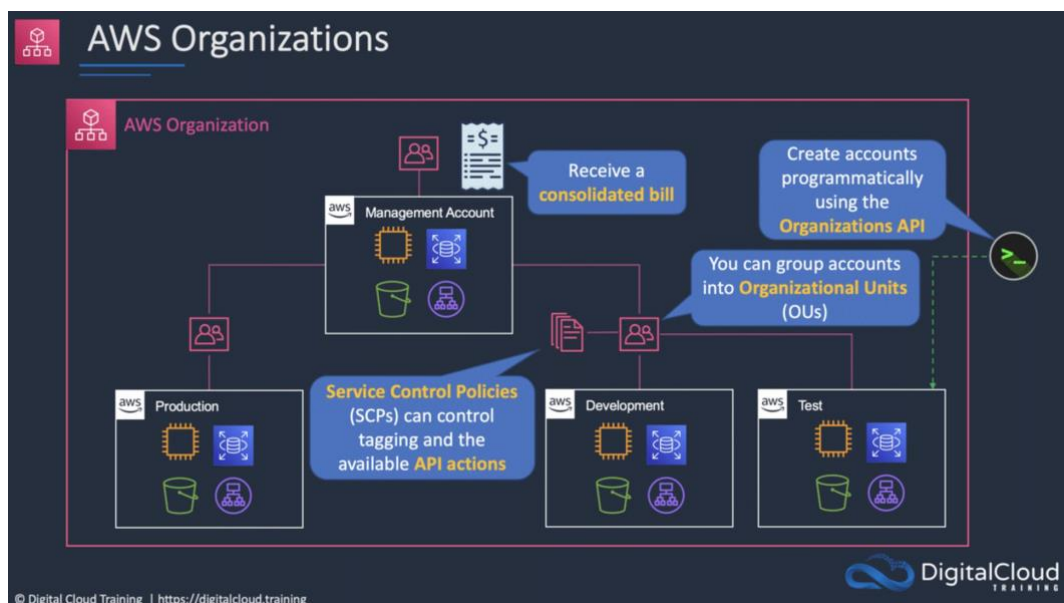 AWS Organizations
AWS Organization
=$=
Receive a
consolidated bill
Create accounts
programmatically
using the
Organizations API
>_
aws
Management Account
You can group accounts
into Organizational Units
(OUs)
Service Control Policies
(SCPs) can control
tagging and the
available API actions
aws
Production
aws
Development
aws
Test
DigitalCloud
TRAINING
© Digital Cloud Training | https://digitalcloud.training